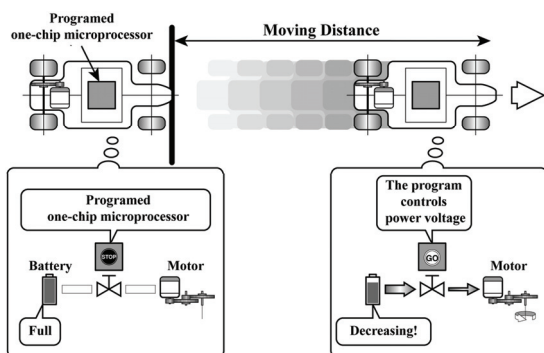 Programed
one-chip microprocessor
Moving Distance
Programed
one-chip microprocessor
STOP
Battery
Motor
Full
The program
controls
power voltage
GO
Motor
Decreasing!